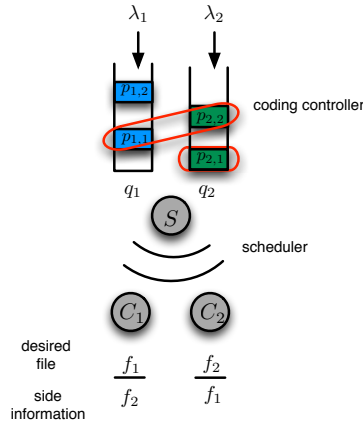 λ₁ λ₂
p₁,₂
p₂,₂ coding controller
p₁,₁
p₂,₁
q₁ q₂
S
scheduler
C₁ C₂
desired file f₁ f₂
side information f₂ f₁